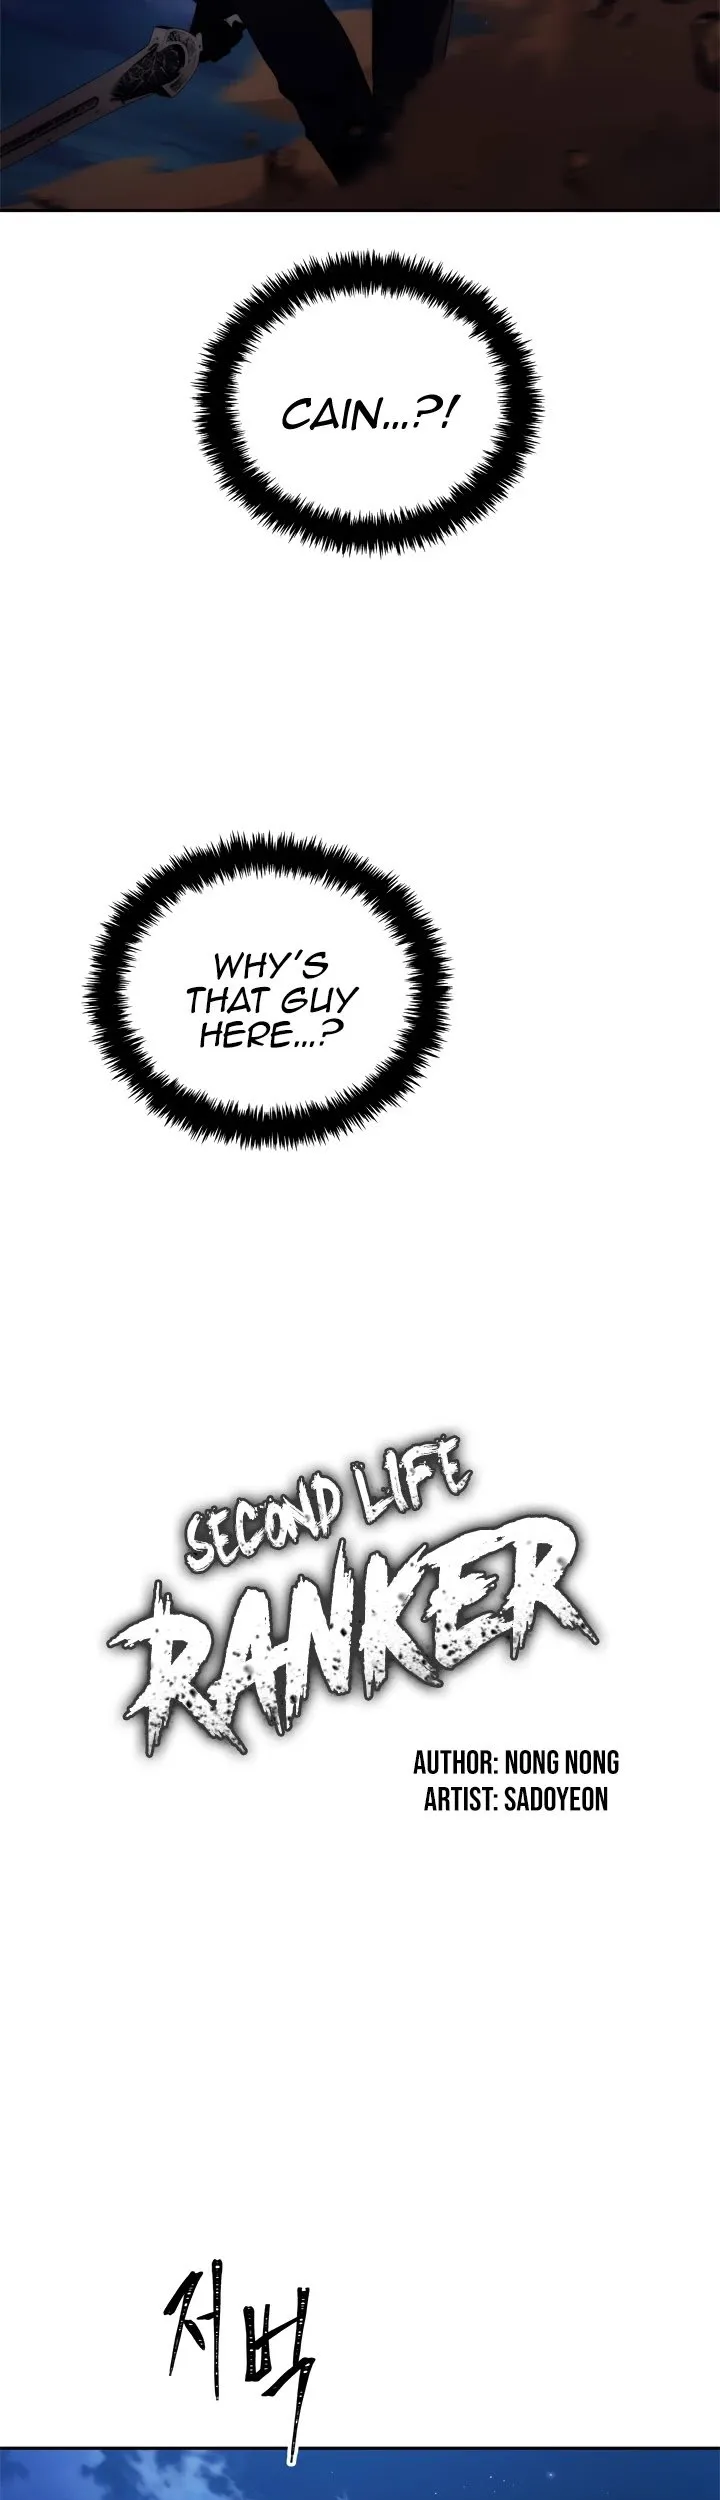 CAIN...?!
WHY'S
THAT GUY
HERE...?
SECOND LIFE
RANKER
AUTHOR: NONG NONG
ARTIST: SADOYEON
저벅